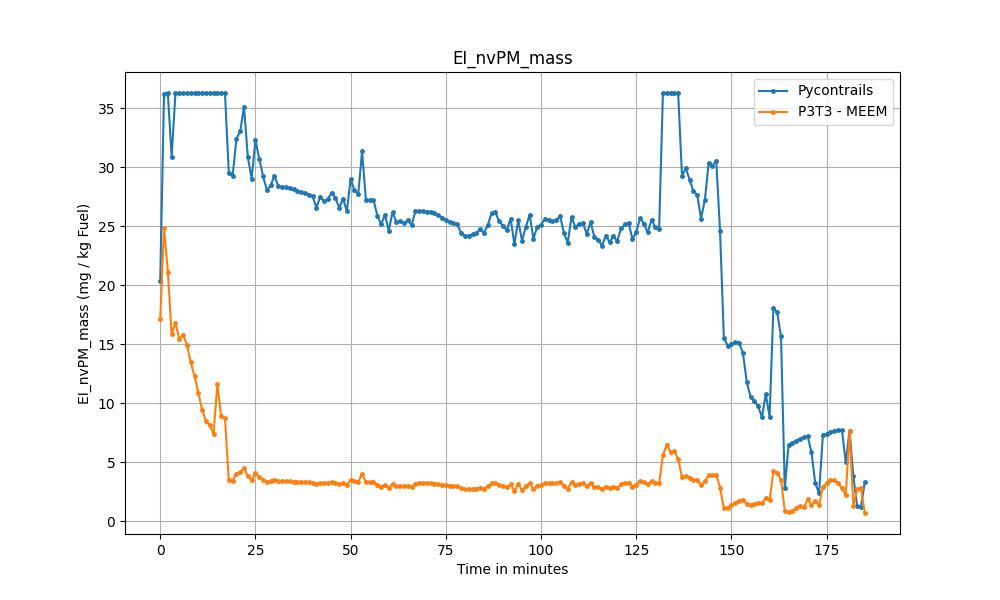 EI_nvPM_mass
Pycontrails
P3T3 - MEEM
EI_nvPM_mass (mg / kg Fuel)
35
30
25
20
15
10
5
0
0 25 50 75 100 125 150 175
Time in minutes